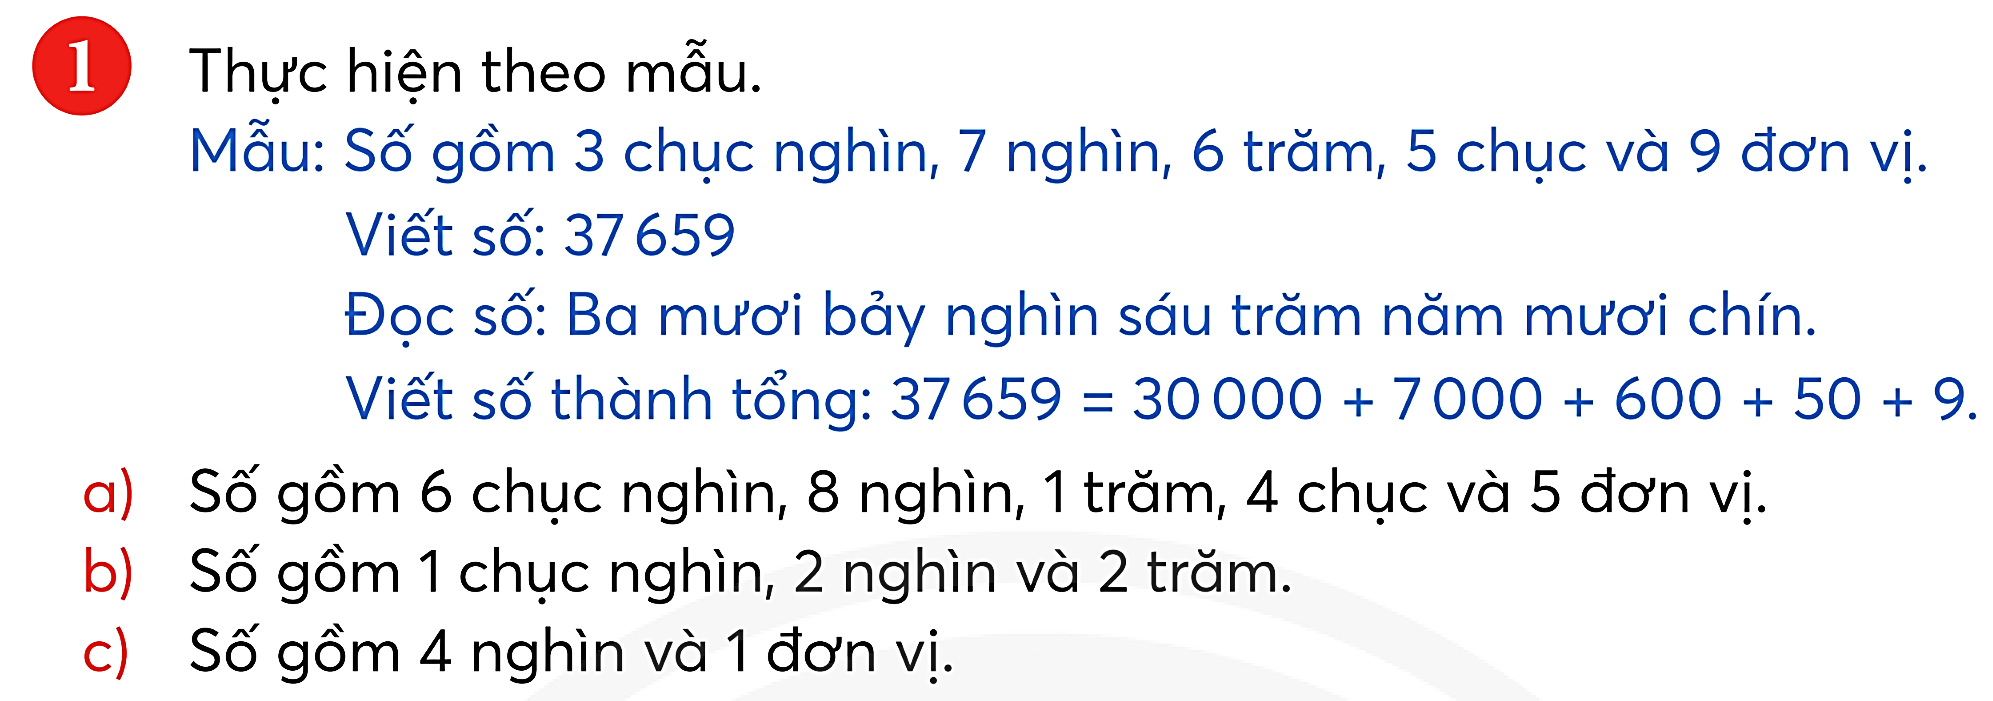 1 Thực hiện theo mẫu.
Mẫu: Số gồm 3 chục nghìn, 7 nghìn, 6 trăm, 5 chục và 9 đơn vị.
Viết số: 37 659
Đọc số: Ba mươi bảy nghìn sáu trăm năm mươi chín.
Viết số thành tổng: 37 659 = 30 000 + 7 000 + 600 + 50 + 9.
a) Số gồm 6 chục nghìn, 8 nghìn, 1 trăm, 4 chục và 5 đơn vị.
b) Số gồm 1 chục nghìn, 2 nghìn và 2 trăm.
c) Số gồm 4 nghìn và 1 đơn vị.